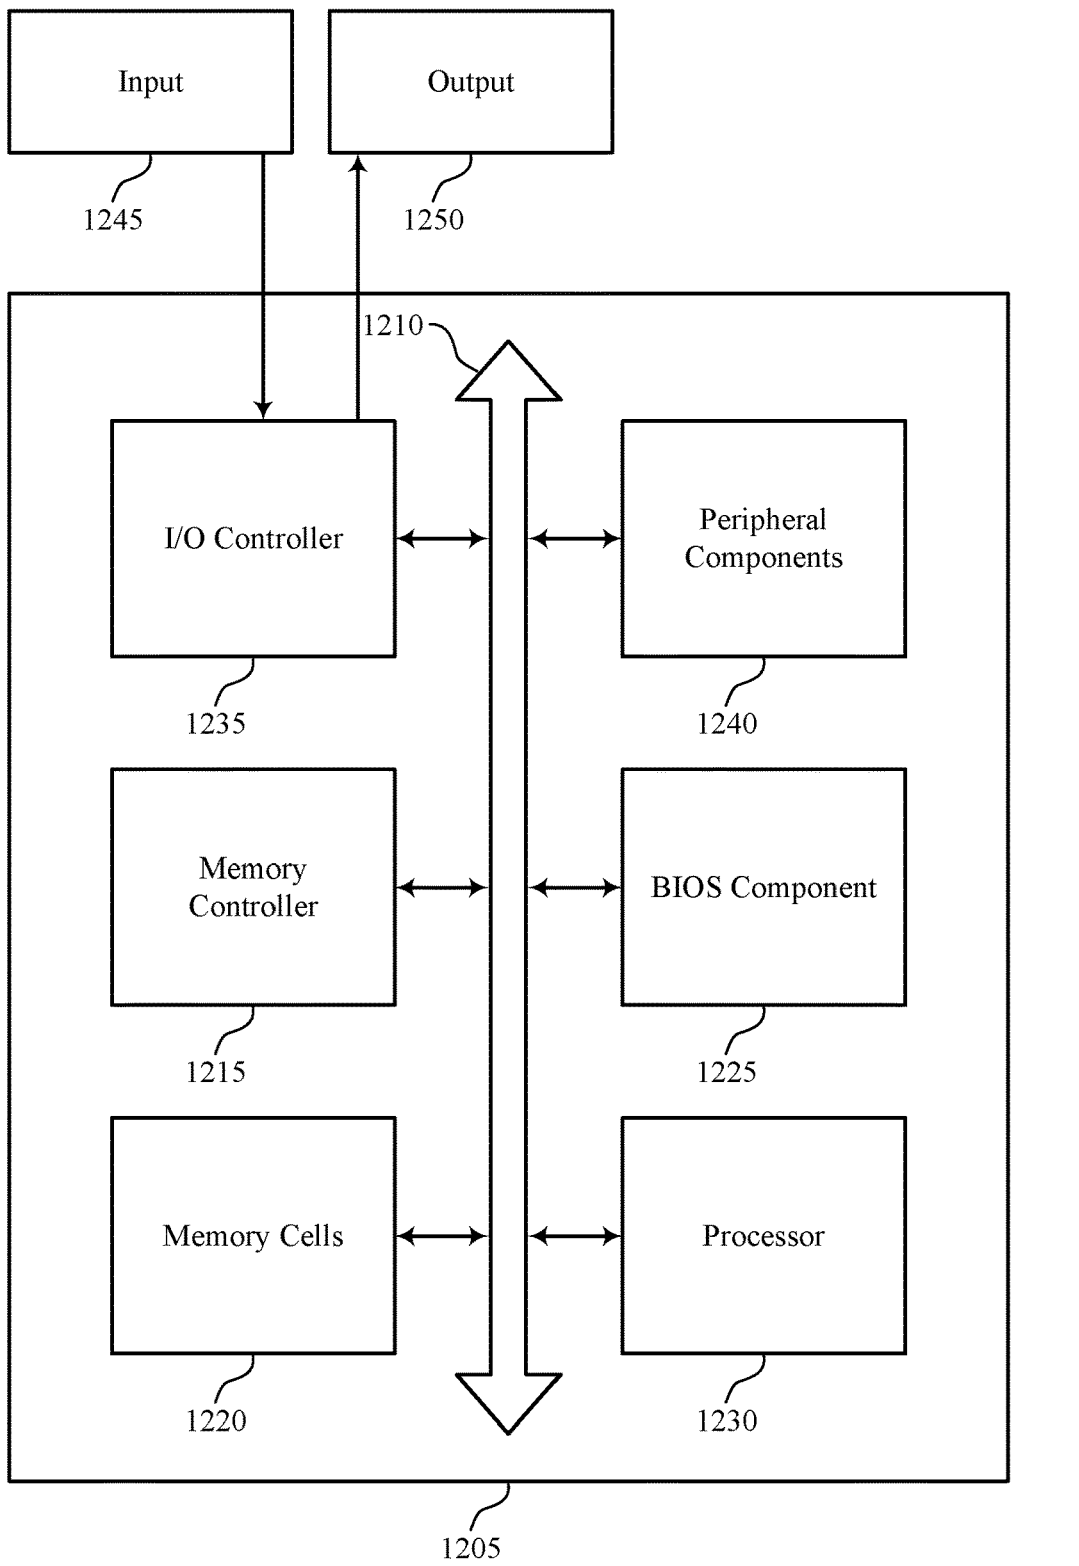 Input
Output
1245
1250
1210
I/O Controller
Peripheral
Components
1235
1240
Memory
Controller
BIOS Component
1215
1225
Memory Cells
Processor
1220
1230
1205